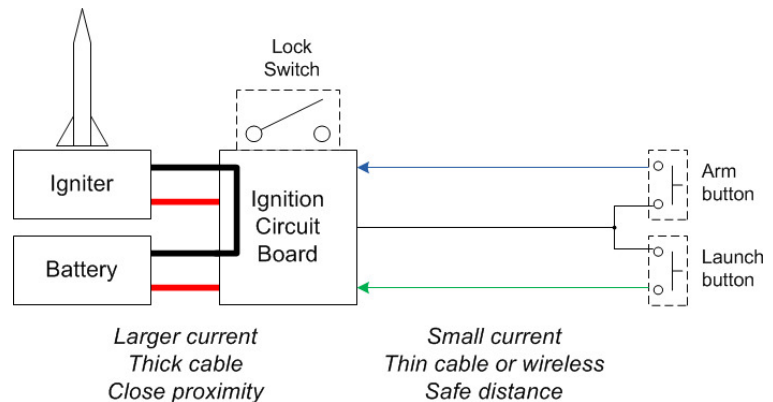 Lock
Switch
Igniter
Ignition
Circuit
Board
Arm
button
Battery
Launch
button
Larger current
Thick cable
Close proximity
Small current
Thin cable or wireless
Safe distance